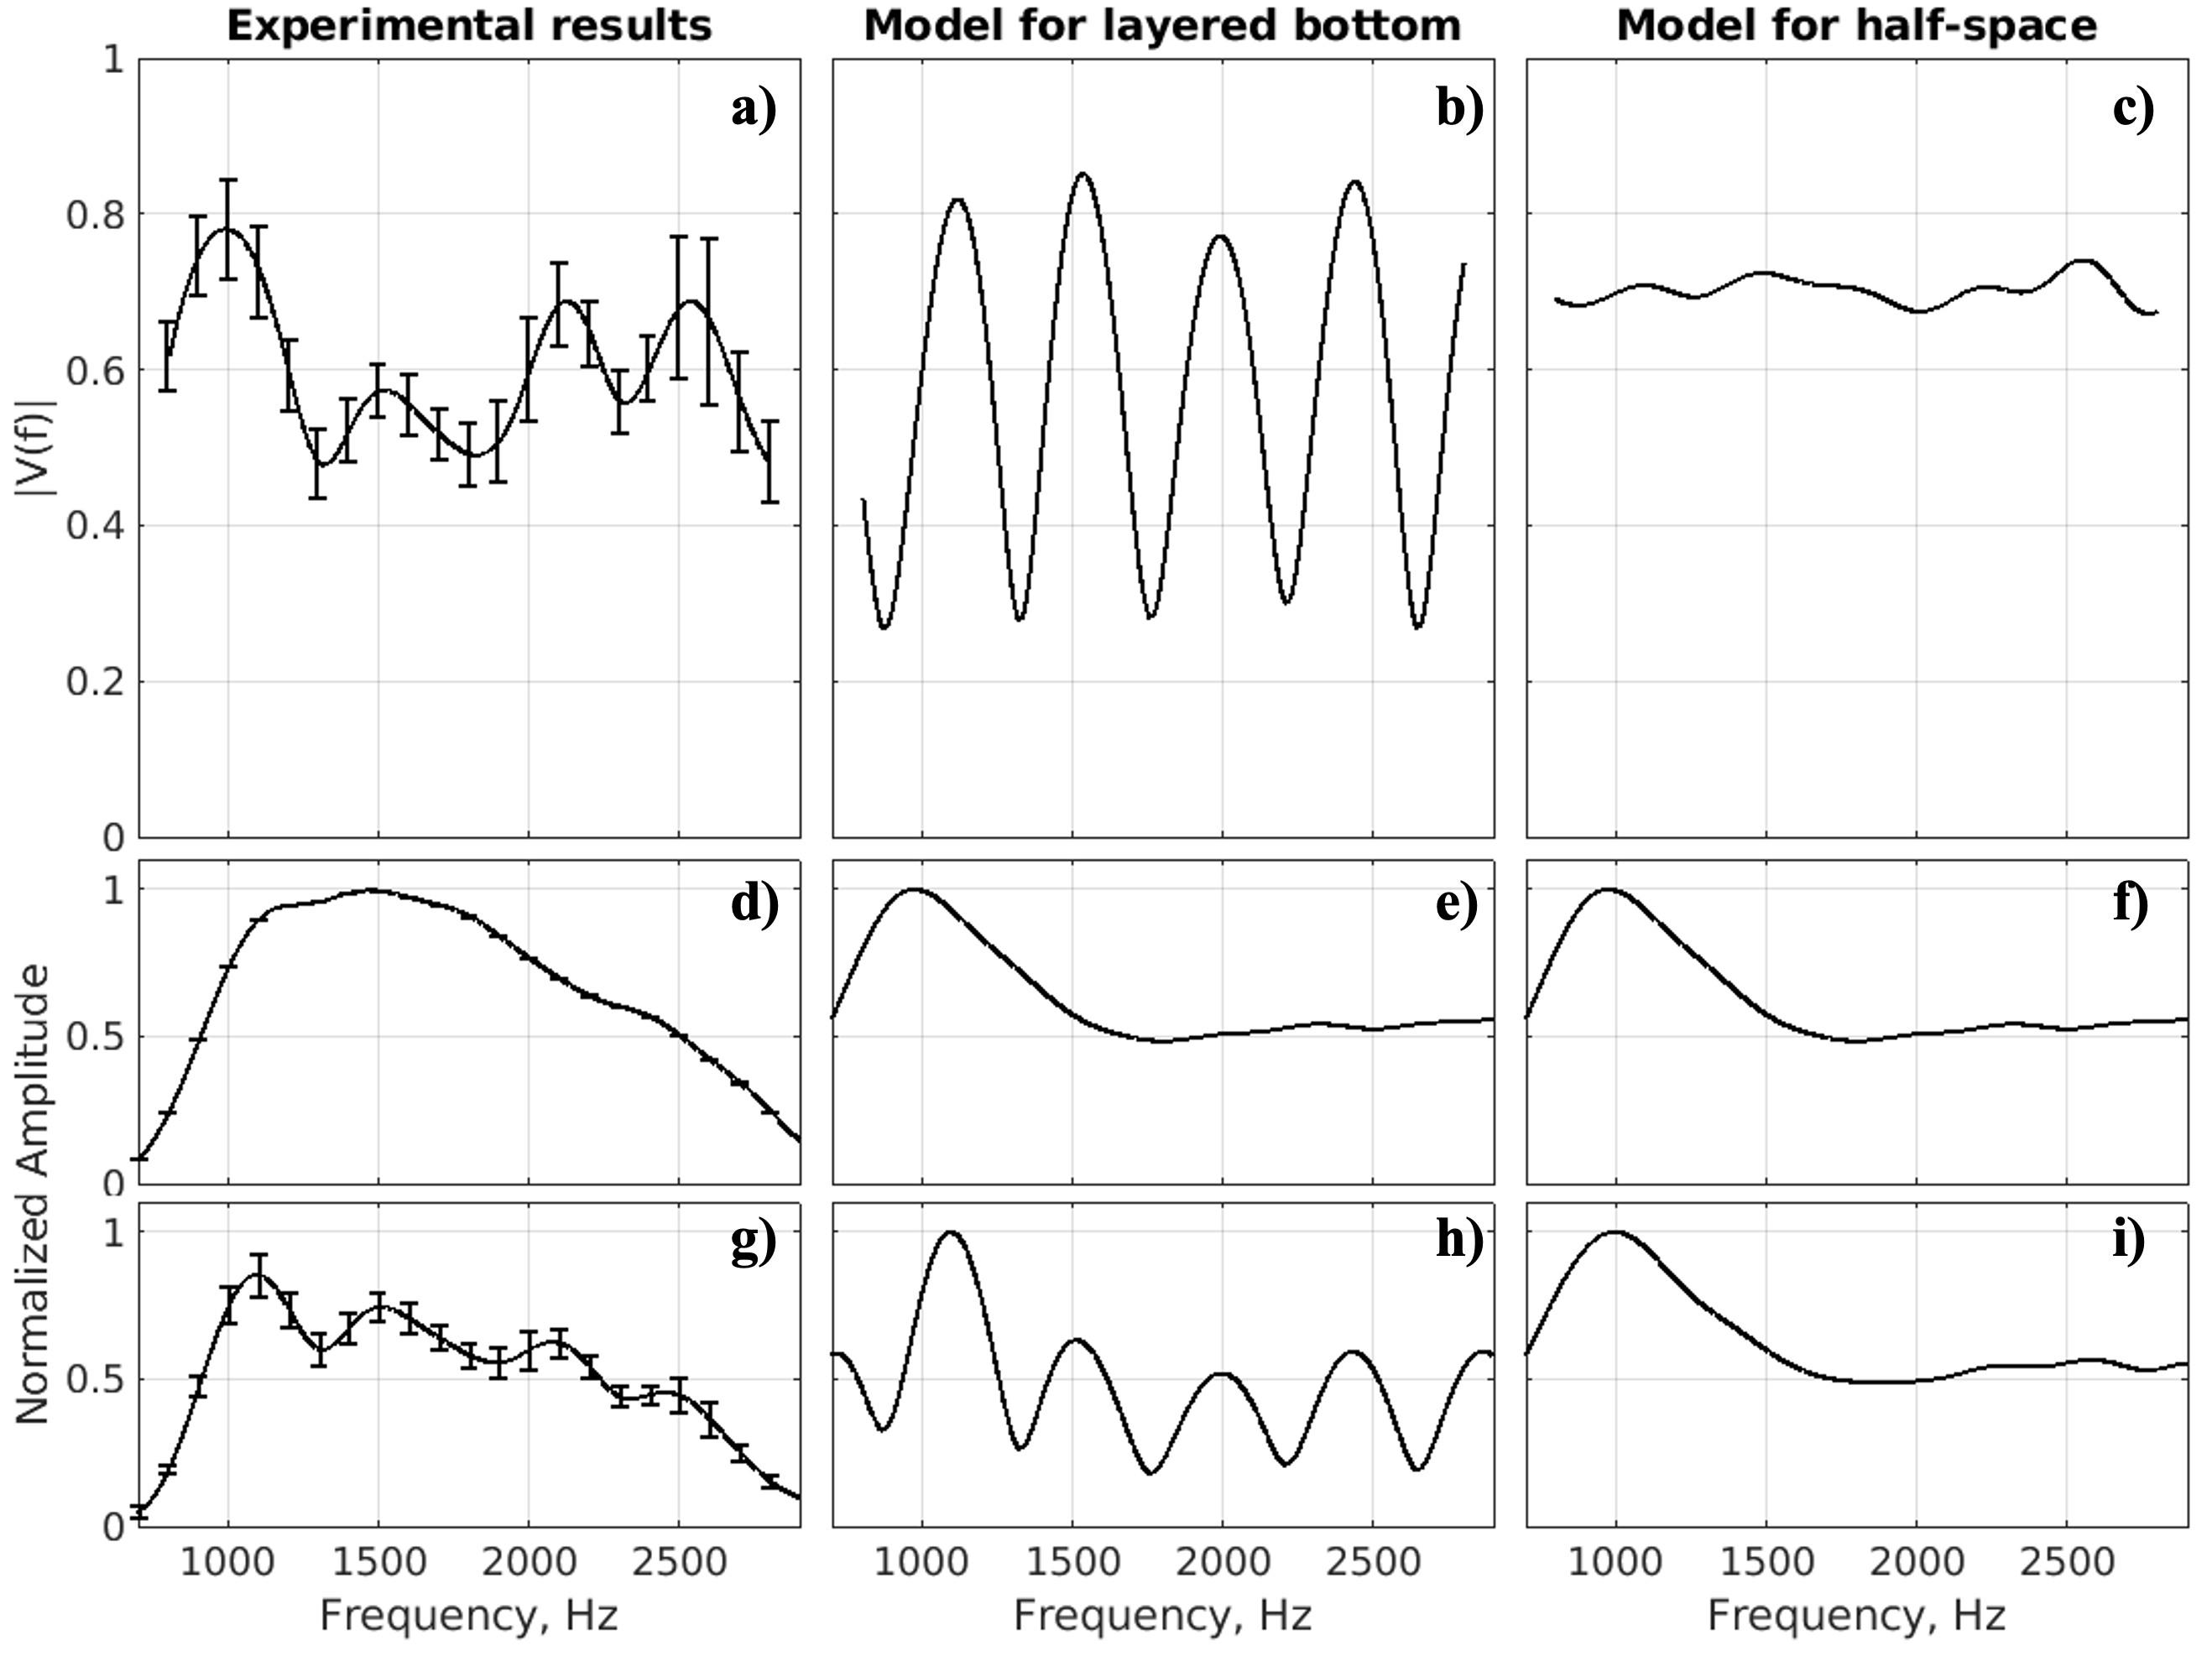 Experimental results
Model for layered bottom
Model for half-space
1
0.8
0.6
0.4
0.2
0
|V(f)|
a)
b)
c)
1
0.5
0
d)
e)
f)
Normalized Amplitude
1
0.5
0
g)
h)
i)
1000 1500 2000 2500
1000 1500 2000 2500
1000 1500 2000 2500
Frequency, Hz
Frequency, Hz
Frequency, Hz